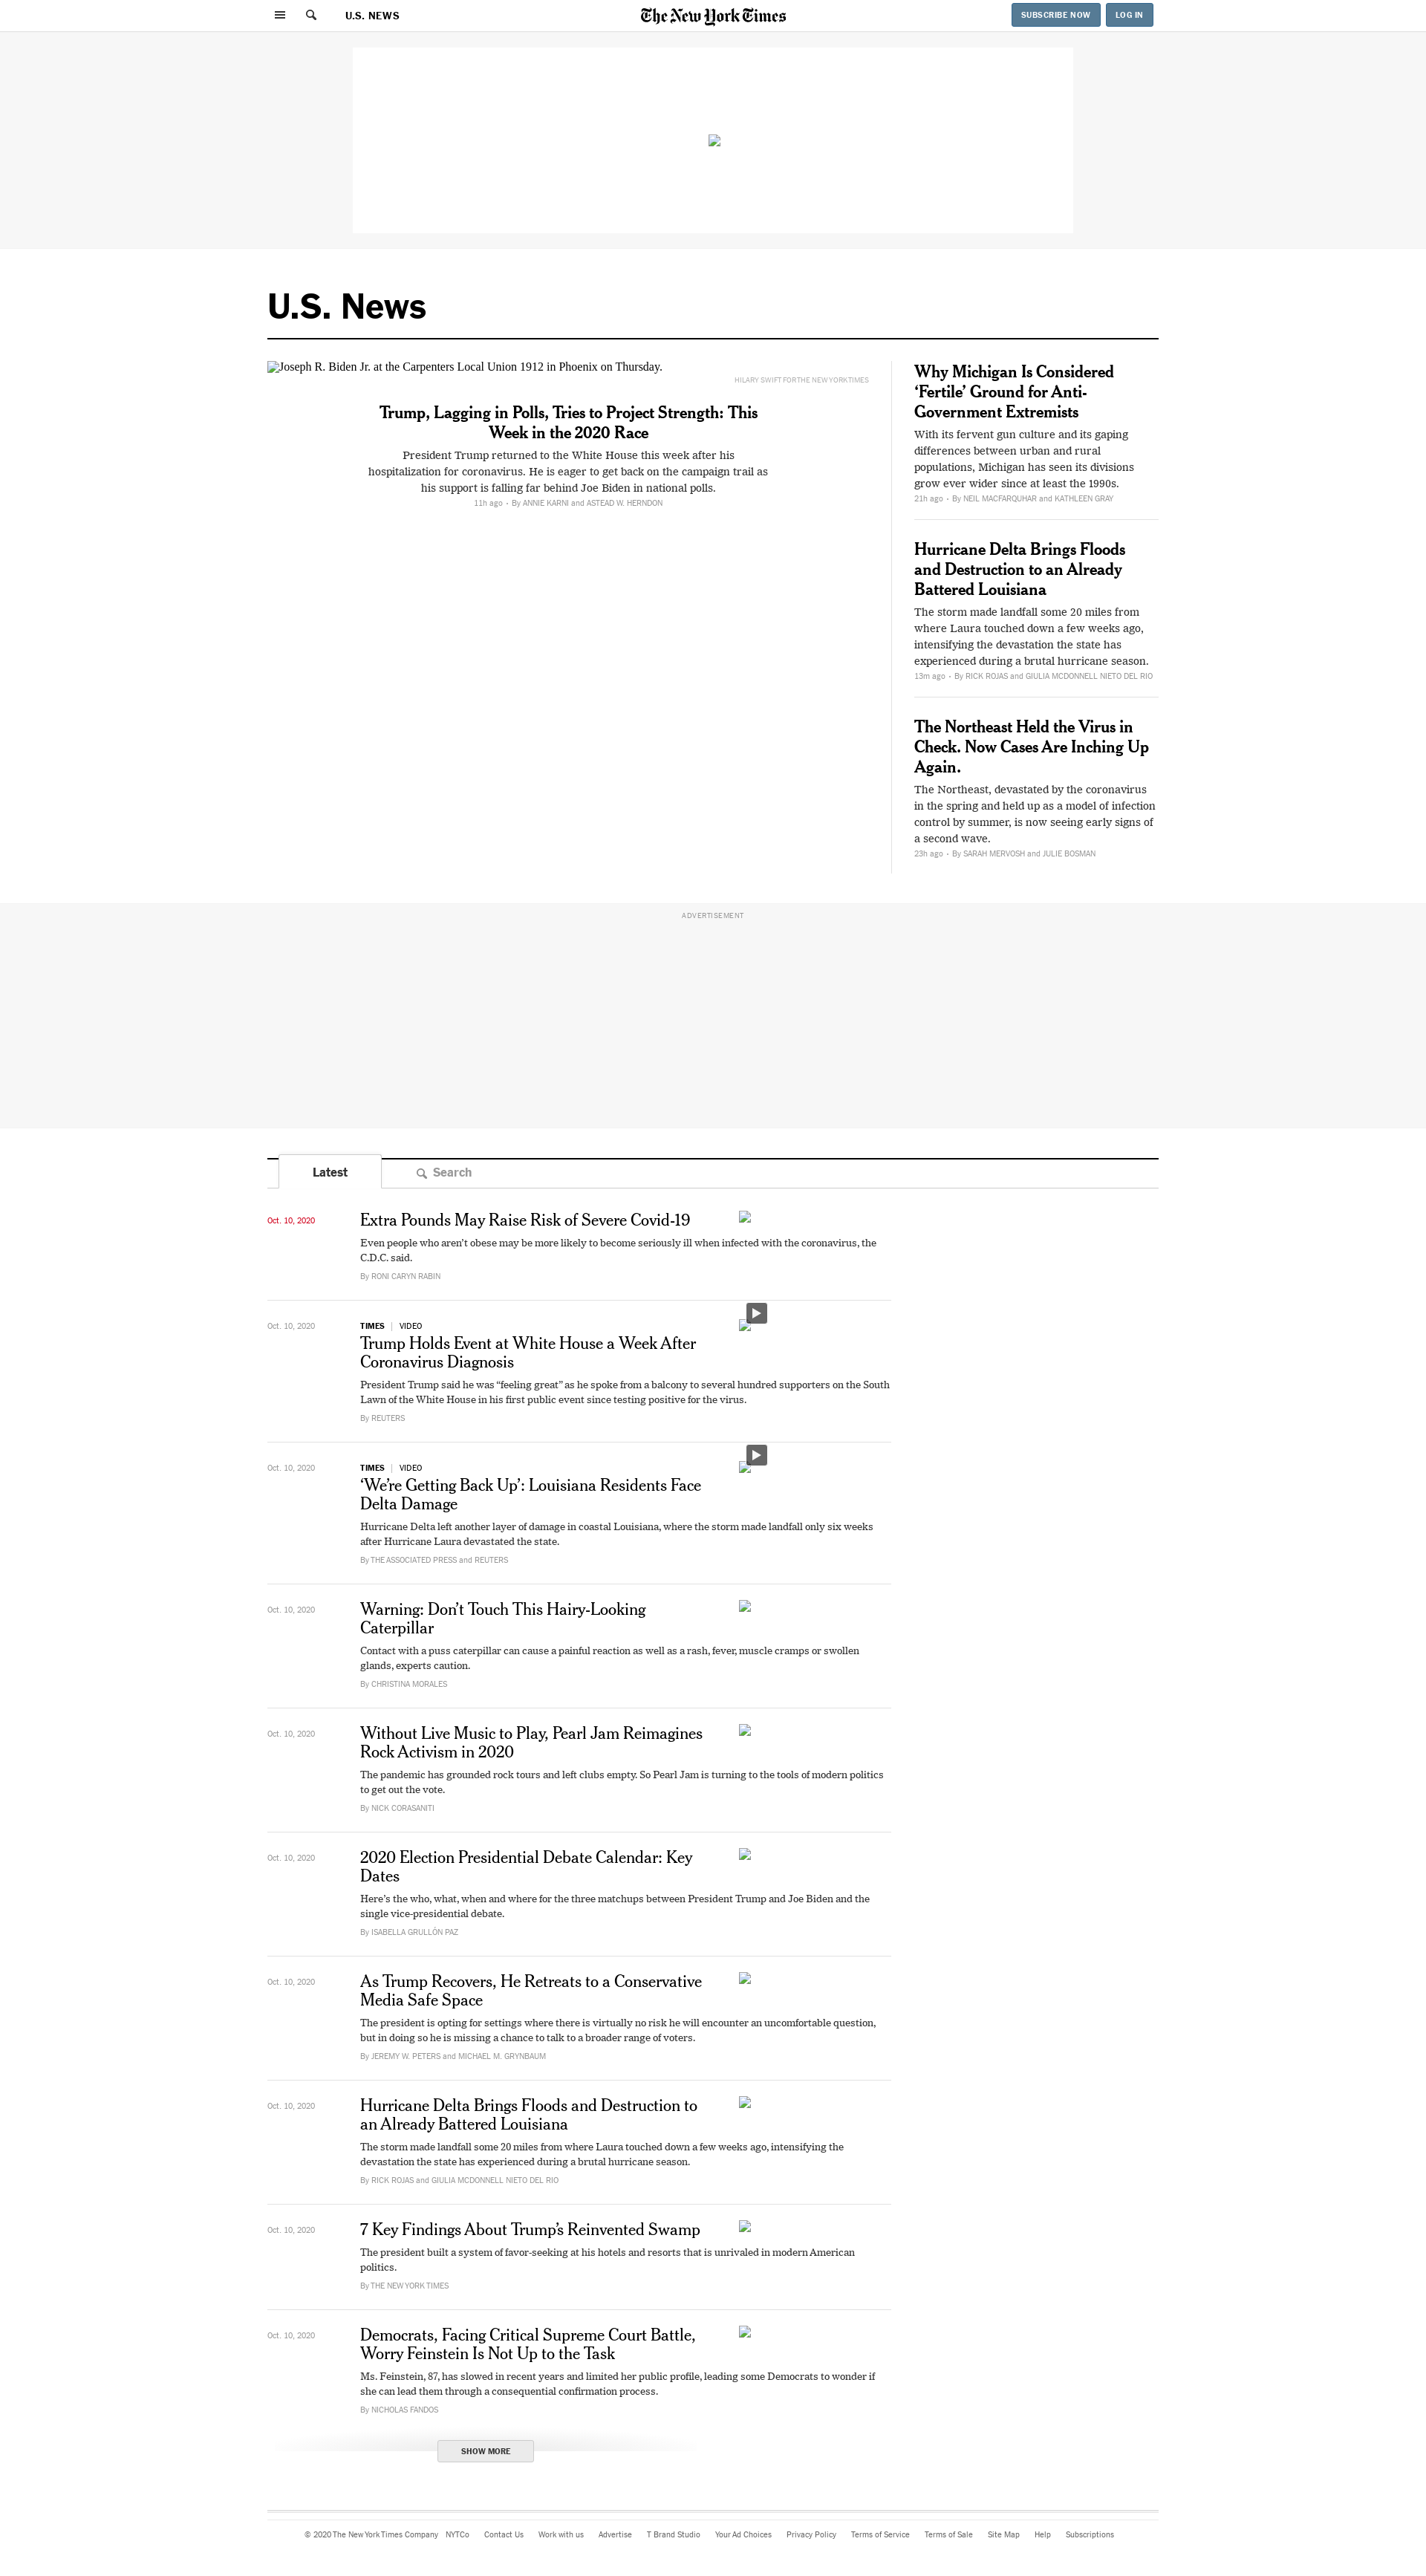 U.S. NEWS
The New York Times
SUBSCRIBE NOW
LOG IN
U.S. News
Joseph R. Biden Jr. at the Carpenters Local Union 1912 in Phoenix on Thursday.
HILARY SWIFT FOR THE NEW YORK TIMES
Trump, Lagging in Polls, Tries to Project Strength: This
Week in the 2020 Race
President Trump returned to the White House this week after his
hospitalization for coronavirus. He is eager to get back on the campaign trail as
his support is falling far behind Joe Biden in national polls.
11h ago • By ANNIE KARNI and ASTEAD W. HERNDON
Why Michigan Is Considered
‘Fertile’ Ground for Anti-
Government Extremists
With its fervent gun culture and its gaping
differences between urban and rural
populations, Michigan has seen its divisions
grow ever wider since at least the 1990s.
21h ago • By NEIL MACFARQUHAR and KATHLEEN GRAY
Hurricane Delta Brings Floods
and Destruction to an Already
Battered Louisiana
The storm made landfall some 20 miles from
where Laura touched down a few weeks ago,
intensifying the devastation the state has
experienced during a brutal hurricane season.
13m ago • By RICK ROJAS and GIULIA MCDONNELL NIETO DEL RIO
The Northeast Held the Virus in
Check. Now Cases Are Inching Up
Again.
The Northeast, devastated by the coronavirus
in the spring and held up as a model of infection
control by summer, is now seeing early signs of
a second wave.
23h ago • By SARAH MERVOSH and JULIE BOSMAN
ADVERTISEMENT
Latest
Search
Oct. 10, 2020
Extra Pounds May Raise Risk of Severe Covid-19
Even people who aren’t obese may be more likely to become seriously ill when infected with the coronavirus, the
C.D.C. said.
By RONI CARYN RABIN
Oct. 10, 2020
TIMES | VIDEO
Trump Holds Event at White House a Week After
Coronavirus Diagnosis
President Trump said he was “feeling great” as he spoke from a balcony to several hundred supporters on the South
Lawn of the White House in his first public event since testing positive for the virus.
By REUTERS
Oct. 10, 2020
TIMES | VIDEO
‘We’re Getting Back Up’: Louisiana Residents Face
Delta Damage
Hurricane Delta left another layer of damage in coastal Louisiana, where the storm made landfall only six weeks
after Hurricane Laura devastated the state.
By THE ASSOCIATED PRESS and REUTERS
Oct. 10, 2020
Warning: Don’t Touch This Hairy-Looking
Caterpillar
Contact with a puss caterpillar can cause a painful reaction as well as a rash, fever, muscle cramps or swollen
glands, experts caution.
By CHRISTINA MORALES
Oct. 10, 2020
Without Live Music to Play, Pearl Jam Reimagines
Rock Activism in 2020
The pandemic has grounded rock tours and left clubs empty. So Pearl Jam is turning to the tools of modern politics
to get out the vote.
By NICK CORASANITI
Oct. 10, 2020
2020 Election Presidential Debate Calendar: Key
Dates
Here’s the who, what, when and where for the three matchups between President Trump and Joe Biden and the
single vice-presidential debate.
By ISABELLA GRULLÓN PAZ
Oct. 10, 2020
As Trump Recovers, He Retreats to a Conservative
Media Safe Space
The president is opting for settings where there is virtually no risk he will encounter an uncomfortable question,
but in doing so he is missing a chance to talk to a broader range of voters.
By JEREMY W. PETERS and MICHAEL M. GRYNBAUM
Oct. 10, 2020
Hurricane Delta Brings Floods and Destruction to
an Already Battered Louisiana
The storm made landfall some 20 miles from where Laura touched down a few weeks ago, intensifying the
devastation the state has experienced during a brutal hurricane season.
By RICK ROJAS and GIULIA MCDONNELL NIETO DEL RIO
Oct. 10, 2020
7 Key Findings About Trump’s Reinvented Swamp
The president built a system of favor-seeking at his hotels and resorts that is unrivaled in modern American
politics.
By THE NEW YORK TIMES
Oct. 10, 2020
Democrats, Facing Critical Supreme Court Battle,
Worry Feinstein Is Not Up to the Task
Ms. Feinstein, 87, has slowed in recent years and limited her public profile, leading some Democrats to wonder if
she can lead them through a consequential confirmation process.
By NICHOLAS FANDOS
SHOW MORE
© 2020 The New York Times Company NYTCo Contact Us Work with us Advertise T Brand Studio Your Ad Choices Privacy Policy Terms of Service Terms of Sale Site Map Help Subscriptions